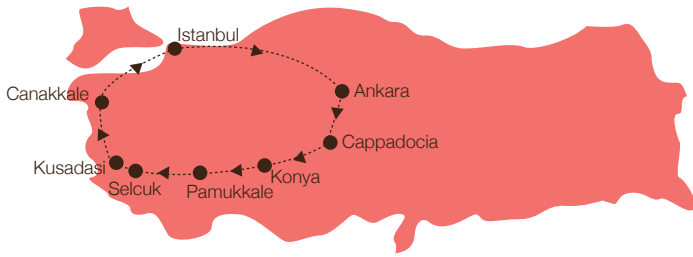 Istanbul
Canakkale
Ankara
Cappadocia
Kusadasi
Konya
Selcuk
Pamukkale